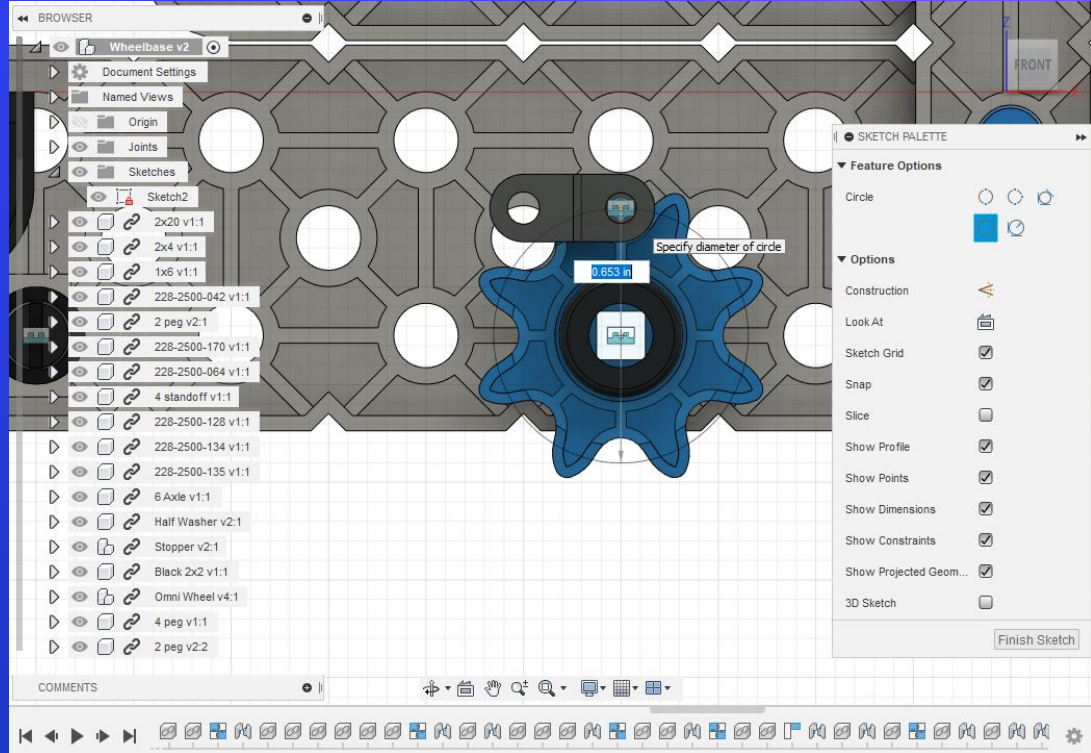 BROWSER
Wheelbase v2
Document Settings
Named Views
Origin
Joints
Sketches
Sketch2
2x20 v1:1
2x4 v1:1
1x6 v1:1
228-2500-042 v1:1
2 peg v2:1
228-2500-170 v1:1
228-2500-064 v1:1
4 standoff v1:1
228-2500-128 v1:1
228-2500-134 v1:1
228-2500-135 v1:1
6 Axle v1:1
Half Washer v2:1
Stopper v2:1
Black 2x2 v1:1
Omni Wheel v4:1
4 peg v1:1
2 peg v2:2
COMMENTS
Specify diameter of circle
0.653 in
Z
FRONT
X
SKETCH PALETTE
Feature Options
Circle
Options
Construction
Look At
Sketch Grid
Snap
Slice
Show Profile
Show Points
Show Dimensions
Show Constraints
Show Projected Geom...
3D Sketch
Finish Sketch